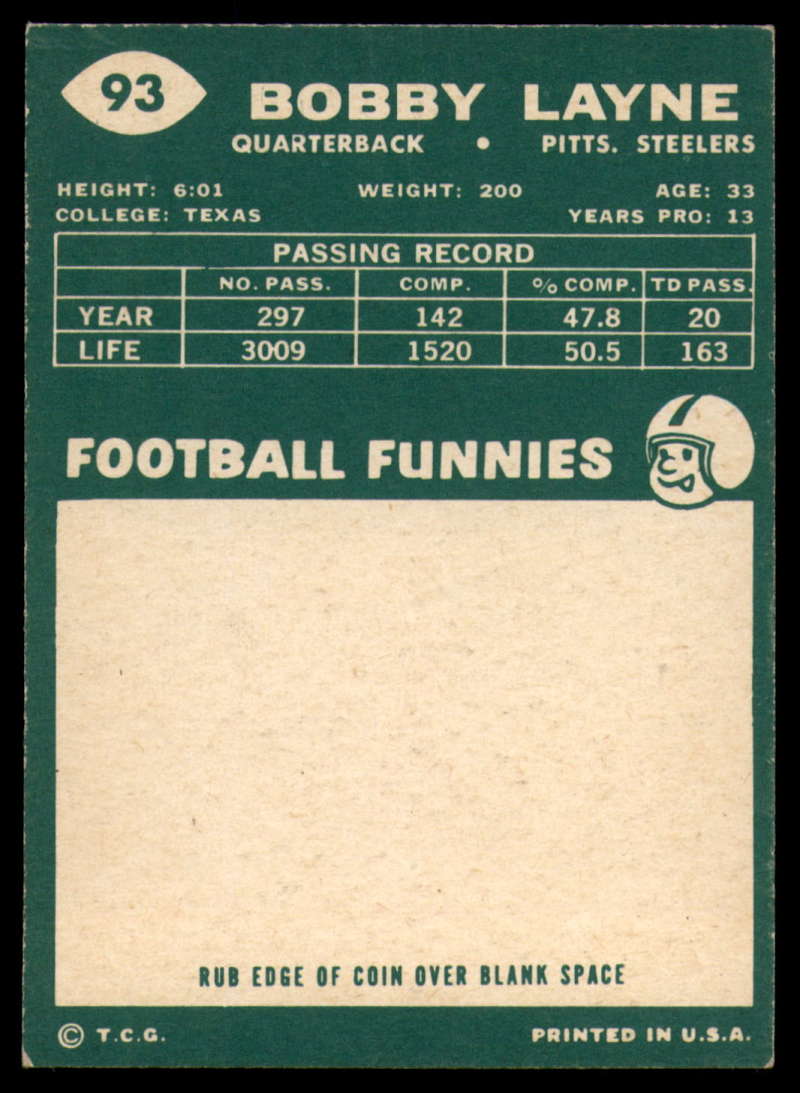 93
BOBBY LAYNE
QUARTERBACK • PITTS. STEELERS
HEIGHT: 6:01 WEIGHT: 200 AGE: 33
COLLEGE: TEXAS YEARS PRO: 13
PASSING RECORD
NO. PASS. COMP. % COMP. TD PASS.
YEAR 297 142 47.8 20
LIFE 3009 1520 50.5 163
FOOTBALL FUNNIES
RUB EDGE OF COIN OVER BLANK SPACE
© T.C.G. PRINTED IN U.S.A.